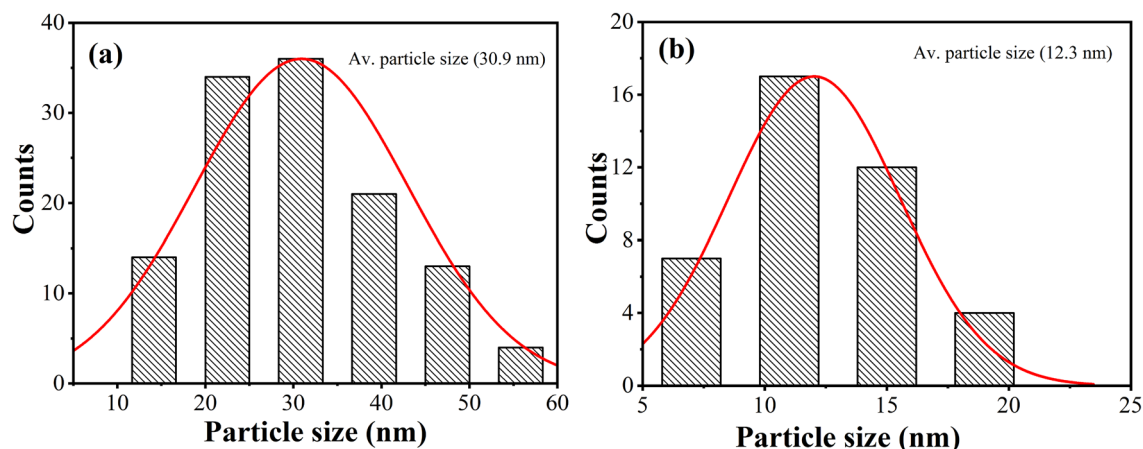 (a)
Av. particle size (30.9 nm)
Counts
40
30
20
10
0
10 20 30 40 50 60
Particle size (nm)
(b)
Av. particle size (12.3 nm)
Counts
20
16
12
8
4
0
5 10 15 20 25
Particle size (nm)